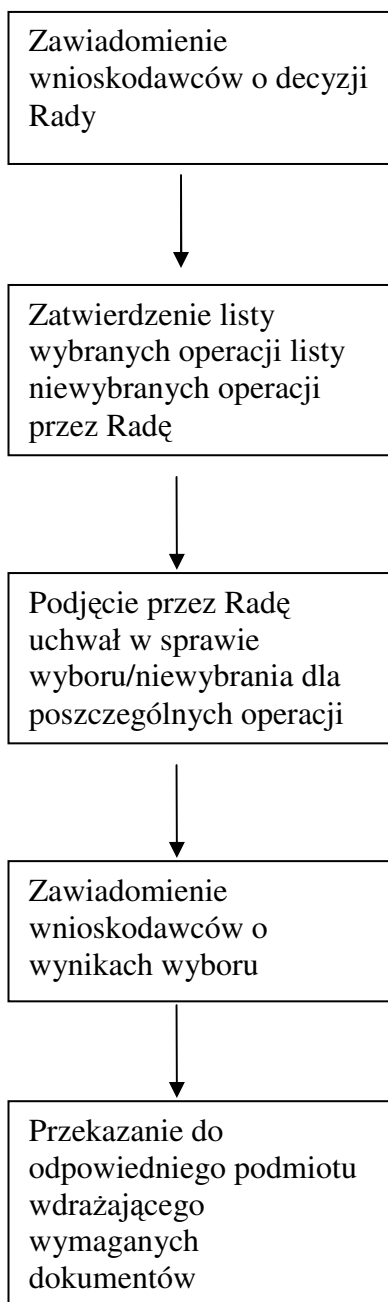 Zawiadomienie
wnioskodawców o decyzji
Rady
Zatwierdzenie listy
wybranych operacji listy
niewybranych operacji
przez Radę
Podjęcie przez Radę
uchwał w sprawie
wyboru/niewybrania dla
poszczególnych operacji
Zawiadomienie
wnioskodawców o
wynikach wyboru
Przekazanie do
odpowiedniego podmiotu
wdrażającego
wymaganych
dokumentów